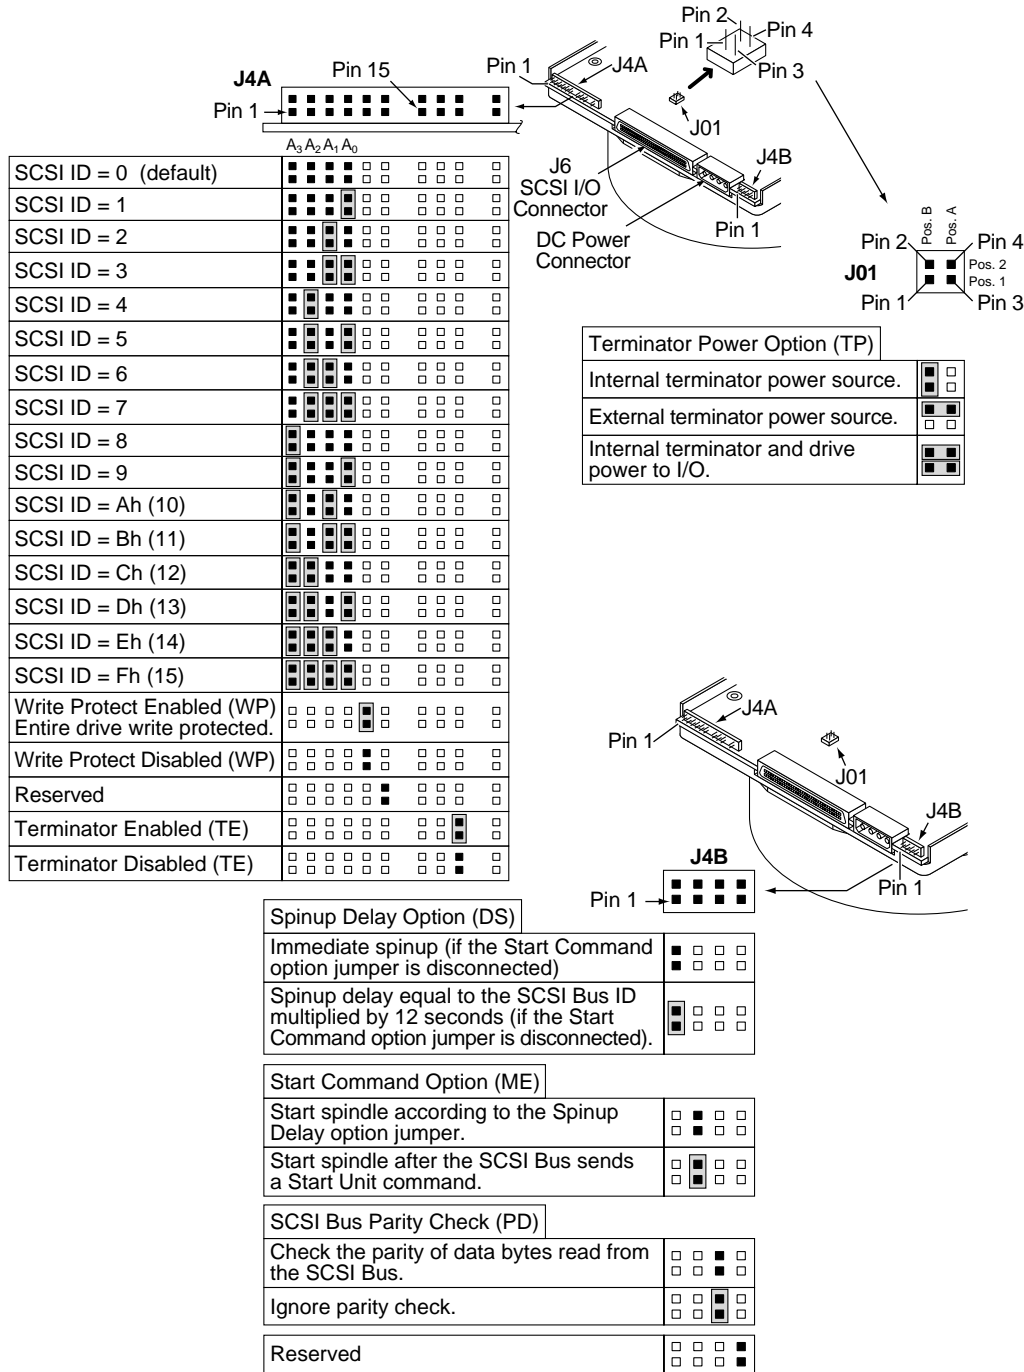 J4A
Pin 15
Pin 1
A3 A2 A1 A0
Pin 1
J4A
Pin 2
Pin 1
Pin 4
Pin 3
J01
J4B
J6
SCSI I/O
Connector
Pin 1
DC Power
Connector
Pos. B
Pos. A
Pin 2
Pin 4
J01
Pos. 2
Pos. 1
Pin 1
Pin 3
SCSI ID = 0 (default)
SCSI ID = 1
SCSI ID = 2
SCSI ID = 3
SCSI ID = 4
SCSI ID = 5
SCSI ID = 6
SCSI ID = 7
SCSI ID = 8
SCSI ID = 9
SCSI ID = Ah (10)
SCSI ID = Bh (11)
SCSI ID = Ch (12)
SCSI ID = Dh (13)
SCSI ID = Eh (14)
SCSI ID = Fh (15)
Write Protect Enabled (WP)
Entire drive write protected.
Write Protect Disabled (WP)
Reserved
Terminator Enabled (TE)
Terminator Disabled (TE)
Terminator Power Option (TP)
Internal terminator power source.
External terminator power source.
Internal terminator and drive
power to I/O.
J4A
Pin 1
J01
J4B
Pin 1
J4B
Pin 1
Spinup Delay Option (DS)
Immediate spinup (if the Start Command
option jumper is disconnected)
Spinup delay equal to the SCSI Bus ID
multiplied by 12 seconds (if the Start
Command option jumper is disconnected).
Start Command Option (ME)
Start spindle according to the Spinup
Delay option jumper.
Start spindle after the SCSI Bus sends
a Start Unit command.
SCSI Bus Parity Check (PD)
Check the parity of data bytes read from
the SCSI Bus.
Ignore parity check.
Reserved